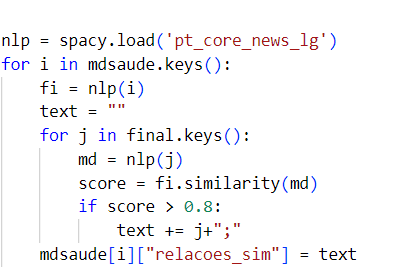 nlp = spacy.load('pt_core_news_lg')
for i in mdsaude.keys():
    fi = nlp(i)
    text = ""
    for j in final.keys():
        md = nlp(j)
        score = fi.similarity(md)
        if score > 0.8:
            text += j+";"
    mdsaude[i]["relacoes_sim"] = text